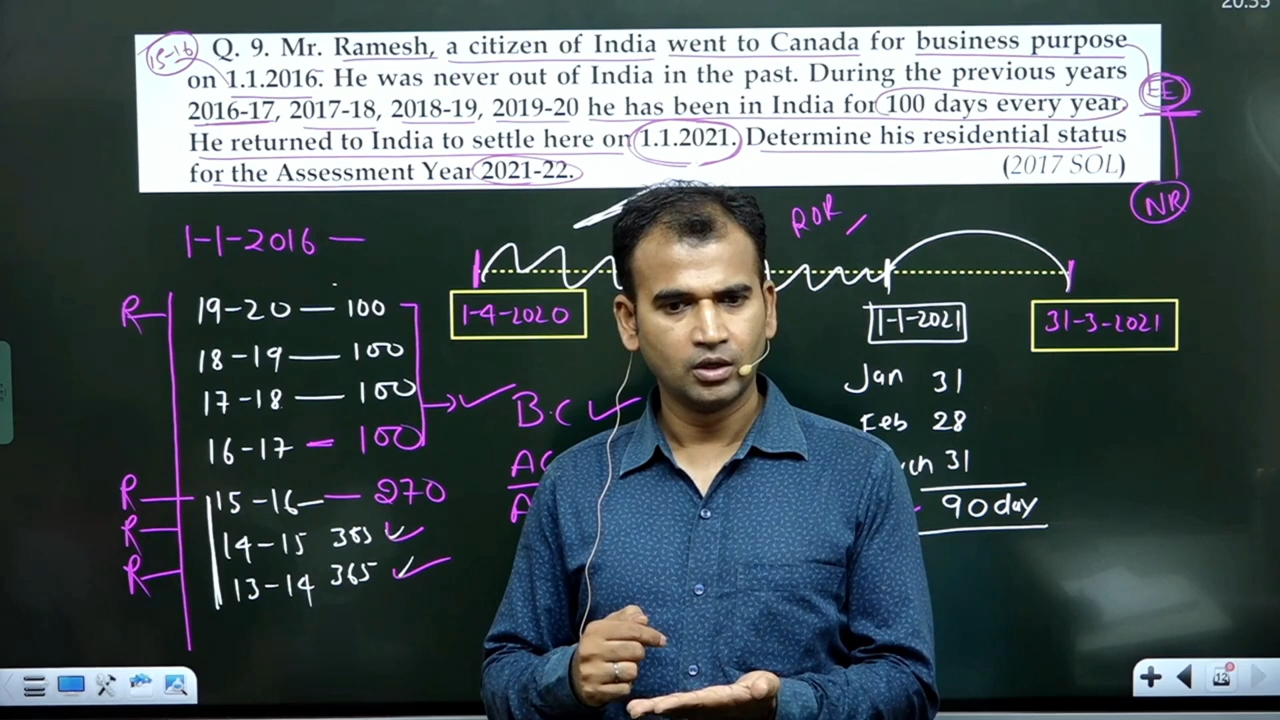 20:35
15-16
Q. 9. Mr. Ramesh, a citizen of India went to Canada for business purpose
on 1.1.2016. He was never out of India in the past. During the previous years
2016-17, 2017-18, 2018-19, 2019-20 he has been in India for 100 days every year.
He returned to India to settle here on 1.1.2021. Determine his residential status
for the Assessment Year 2021-22. (2017 SOL)
EE
NR
1-1-2016 —
ROR
R 19-20 — 100
18-19 — 100
17-18 — 100
16-17 - 100
R 15-16 — 270
R 14-15 365
R 13-14 365
B.C
1-4-2020
1-1-2021
31-3-2021
Jan 31
Feb 28
ch 31
90 day
12